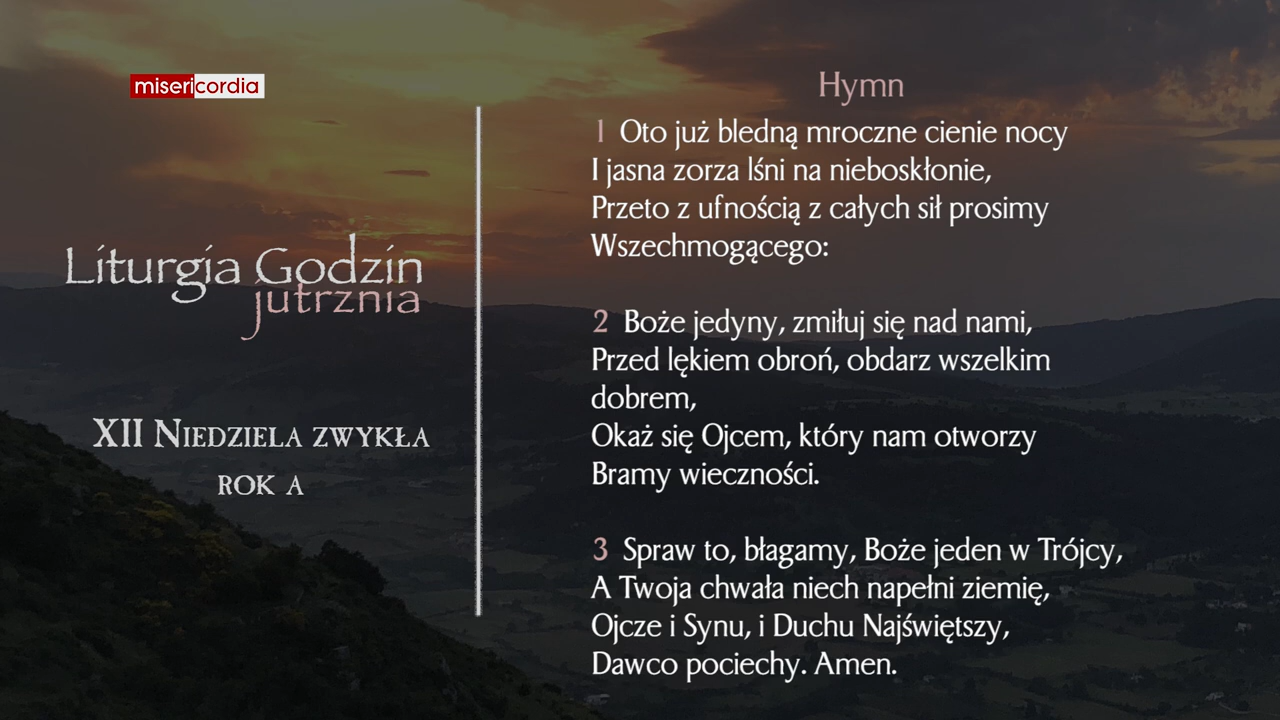 misericordia
Liturgia Godzin
jutrznia
XII Niedziela zwykła
rok a
Hymn
1 Oto już bledną mroczne cienie nocy
I jasna zorza lśni na nieboskłonie,
Przeto z ufnością z całych sił prosimy
Wszechmogącego:
2 Boże jedyny, zmiłuj się nad nami,
Przed lękiem obroń, obdarz wszelkim
dobrem,
Okaż się Ojcem, który nam otworzy
Bramy wieczności.
3 Spraw to, błagamy, Boże jeden w Trójcy,
A Twoja chwała niech napełni ziemię,
Ojcze i Synu, i Duchu Najświętszy,
Dawco pociechy. Amen.